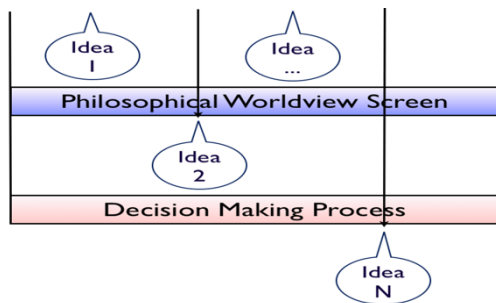 Idea
1
Idea
...
Philosophical Worldview Screen
Idea
2
Decision Making Process
Idea
N